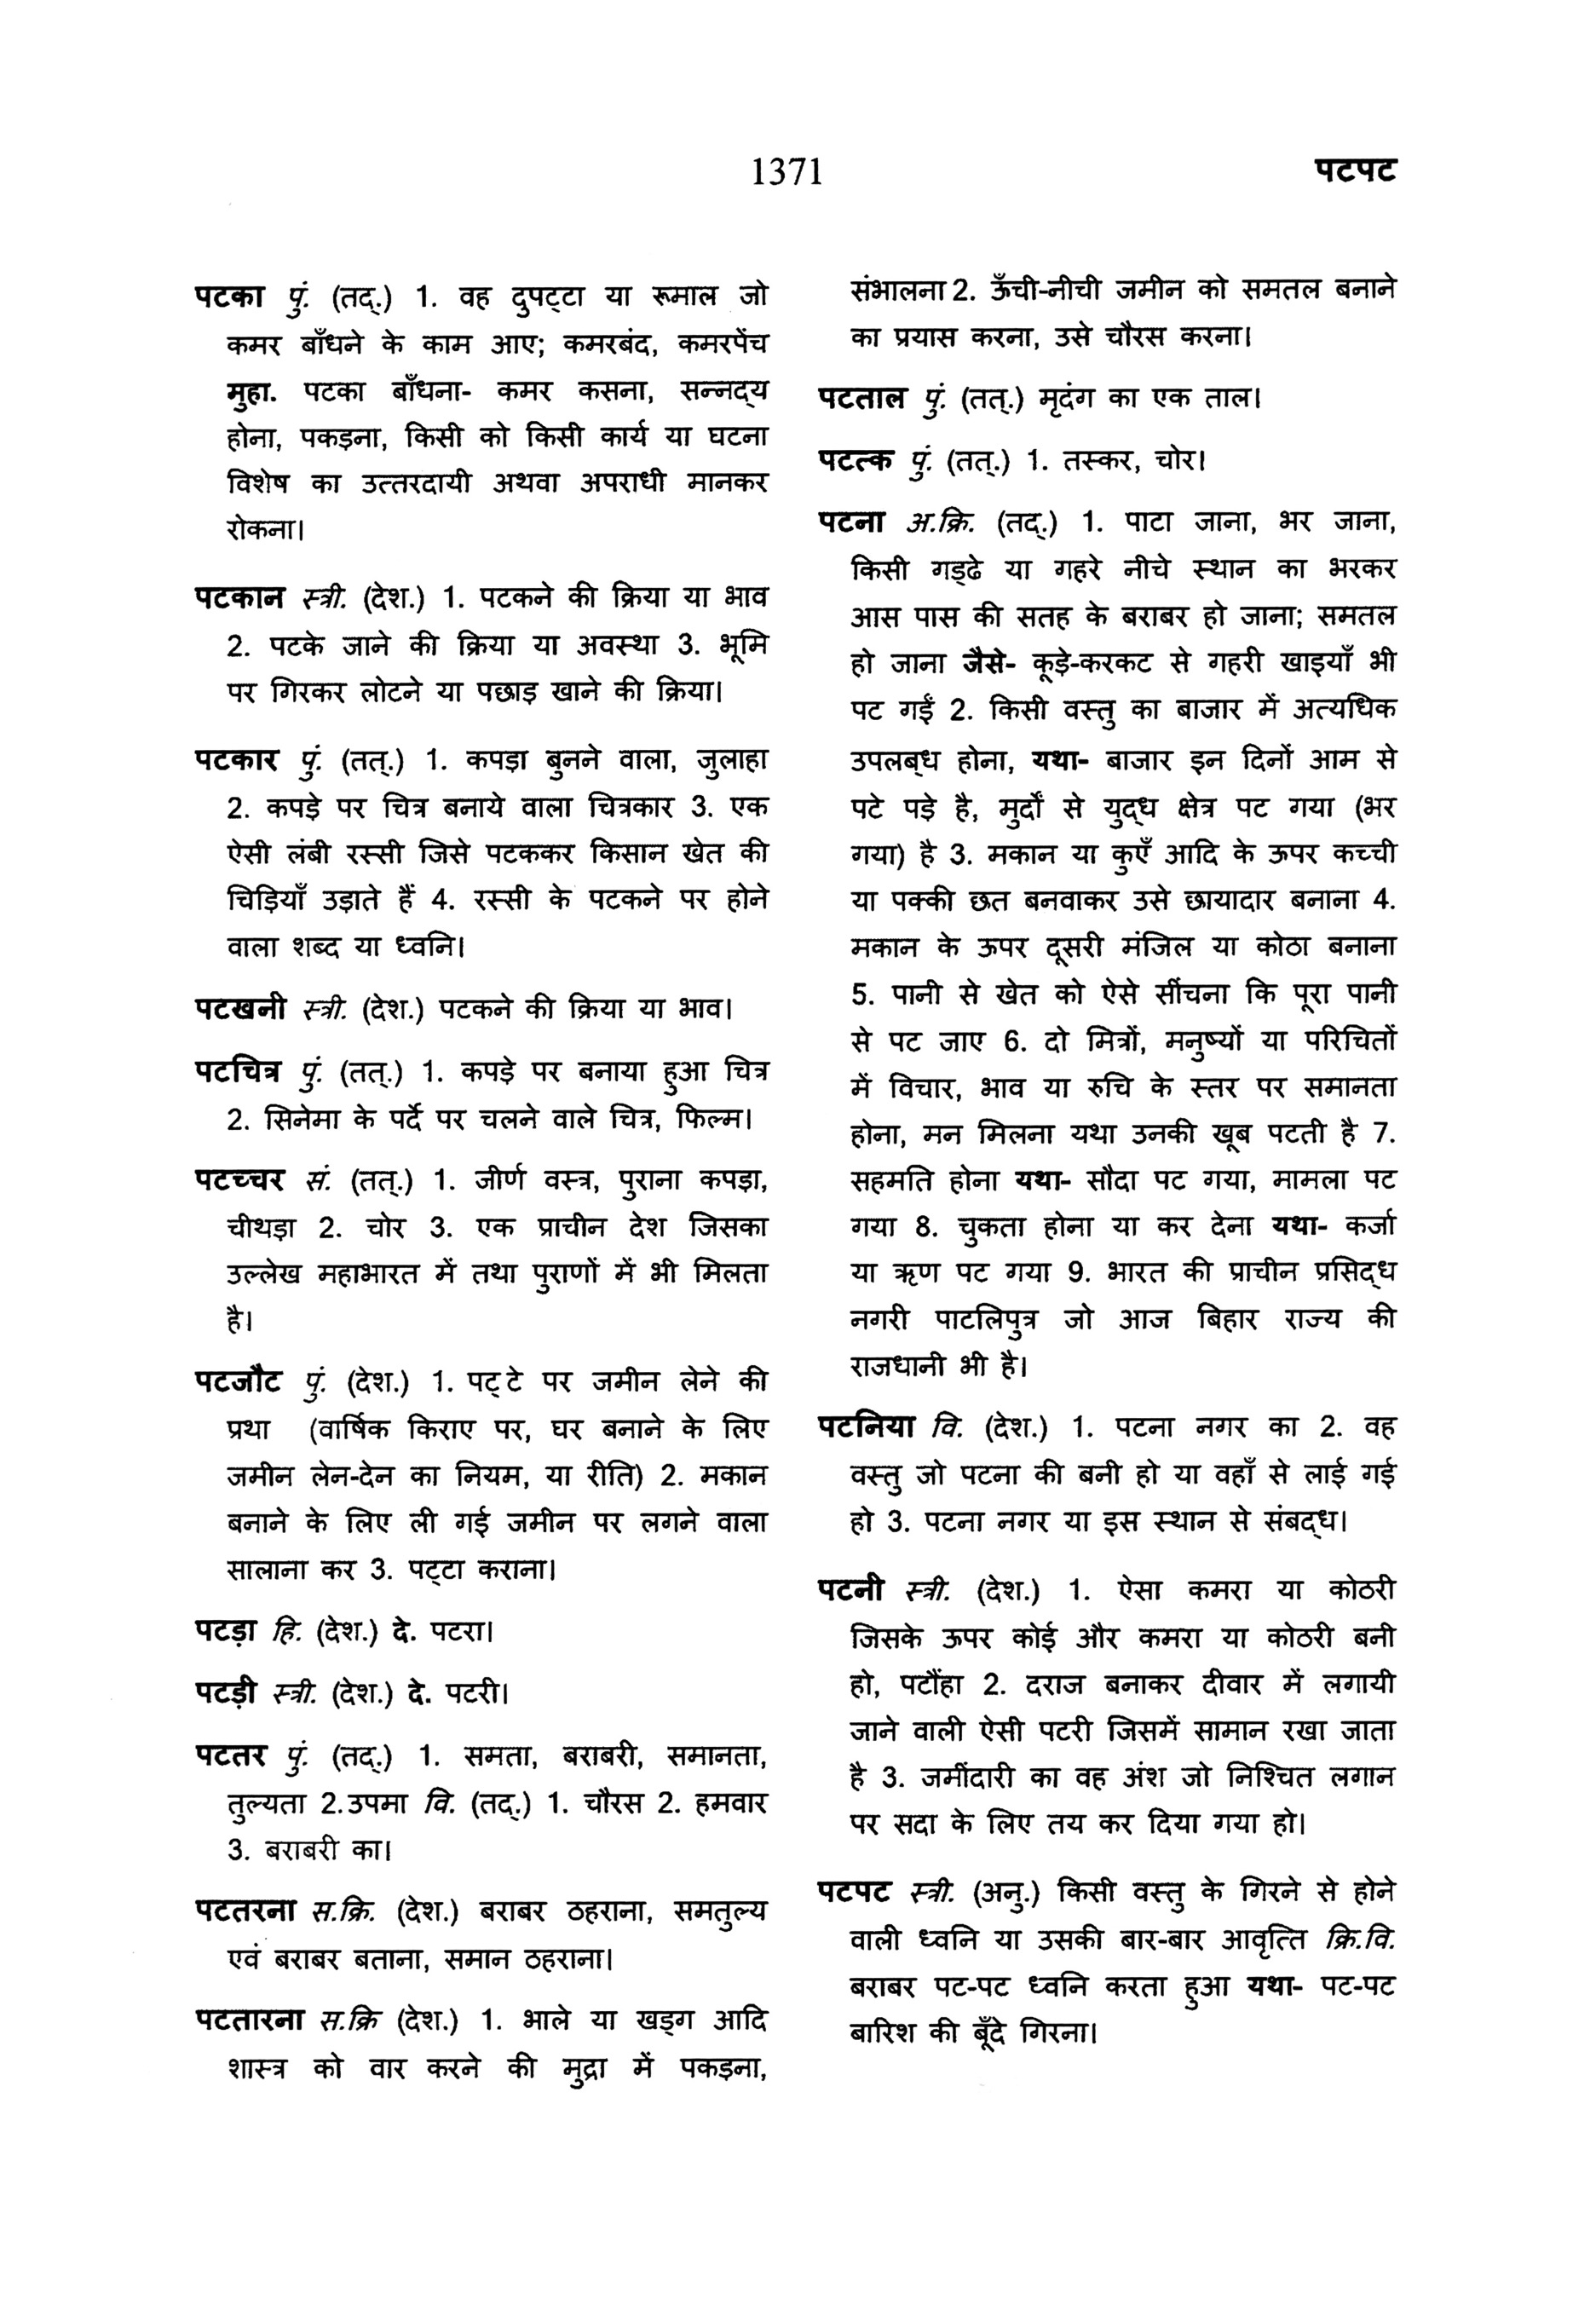 1371
पटपट
पटका पुं. (तद्.) 1. वह दुपट्टा या रूमाल जो
कमर बाँधने के काम आए; कमरबंद, कमरपेंच
मुहा. पटका बाँधना- कमर कसना, सन्नद्य
होना, पकड़ना, किसी को किसी कार्य या घटना
विशेष का उत्तरदायी अथवा अपराधी मानकर
रोकना।
पटकान स्त्री. (देश.) 1. पटकने की क्रिया या भाव
2. पटके जाने की क्रिया या अवस्था 3. भूमि
पर गिरकर लोटने या पछाड़ खाने की क्रिया।
पटकार पुं. (तत्.) 1. कपड़ा बुनने वाला, जुलाहा
2. कपड़े पर चित्र बनाये वाला चित्रकार 3. एक
ऐसी लंबी रस्सी जिसे पटककर किसान खेत की
चिड़ियाँ उड़ाते हैं 4. रस्सी के पटकने पर होने
वाला शब्द या ध्वनि।
पटखनी स्त्री. (देश.) पटकने की क्रिया या भाव।
पटचित्र पुं. (तत्.) 1. कपड़े पर बनाया हुआ चित्र
2. सिनेमा के पर्दे पर चलने वाले चित्र, फिल्म।
पटच्चर सं. (तत्.) 1. जीर्ण वस्त्र, पुराना कपड़ा,
चीथड़ा 2. चोर 3. एक प्राचीन देश जिसका
उल्लेख महाभारत में तथा पुराणों में भी मिलता
है।
पटजौट पुं. (देश.) 1. पट्टे पर जमीन लेने की
प्रथा (वार्षिक किराए पर, घर बनाने के लिए
जमीन लेन-देन का नियम, या रीति) 2. मकान
बनाने के लिए ली गई जमीन पर लगने वाला
सालाना कर 3. पट्टा कराना।
पटड़ा हि. (देश.) दे. पटरा।
पटड़ी स्त्री. (देश.) दे. पटरी।
पटतर पुं. (तद्.) 1. समता, बराबरी, समानता,
तुल्यता 2.उपमा वि. (तद्.) 1. चौरस 2. हमवार
3. बराबरी का।
पटतरना स.क्रि. (देश.) बराबर ठहराना, समतुल्य
एवं बराबर बताना, समान ठहराना।
पटतारना स.क्रि (देश.) 1. भाले या खड्ग आदि
शास्त्र को वार करने की मुद्रा में पकड़ना,
संभालना 2. ऊँची-नीची जमीन को समतल बनाने
का प्रयास करना, उसे चौरस करना।
पटताल पुं. (तत्.) मृदंग का एक ताल।
पटत्क पुं. (तत्.) 1. तस्कर, चोर।
पटना अ.क्रि. (तद्.) 1. पाटा जाना, भर जाना,
किसी गड्ढे या गहरे नीचे स्थान का भरकर
आस पास की सतह के बराबर हो जाना; समतल
हो जाना जैसे- कूड़े-करकट से गहरी खाइयाँ भी
पट गईं 2. किसी वस्तु का बाजार में अत्यधिक
उपलब्ध होना, यथा- बाजार इन दिनों आम से
पटे पड़े है, मुर्दों से युद्ध क्षेत्र पट गया (भर
गया) है 3. मकान या कुएँ आदि के ऊपर कच्ची
या पक्की छत बनवाकर उसे छायादार बनाना 4.
मकान के ऊपर दूसरी मंजिल या कोठा बनाना
5. पानी से खेत को ऐसे सींचना कि पूरा पानी
से पट जाए 6. दो मित्रों, मनुष्यों या परिचितों
में विचार, भाव या रुचि के स्तर पर समानता
होना, मन मिलना यथा उनकी खूब पटती है 7.
सहमति होना यथा- सौदा पट गया, मामला पट
गया 8. चुकता होना या कर देना यथा- कर्जा
या ऋण पट गया 9. भारत की प्राचीन प्रसिद्ध
नगरी पाटलिपुत्र जो आज बिहार राज्य की
राजधानी भी है।
पटनिया वि. (देश.) 1. पटना नगर का 2. वह
वस्तु जो पटना की बनी हो या वहाँ से लाई गई
हो 3. पटना नगर या इस स्थान से संबद्ध।
पटनी स्त्री. (देश.) 1. ऐसा कमरा या कोठरी
जिसके ऊपर कोई और कमरा या कोठरी बनी
हो, पटौंहा 2. दराज बनाकर दीवार में लगायी
जाने वाली ऐसी पटरी जिसमें सामान रखा जाता
है 3. जमींदारी का वह अंश जो निश्चित लगान
पर सदा के लिए तय कर दिया गया हो।
पटपट स्त्री. (अनु.) किसी वस्तु के गिरने से होने
वाली ध्वनि या उसकी बार-बार आवृत्ति क्रि.वि.
बराबर पट-पट ध्वनि करता हुआ यथा- पट-पट
बारिश की बूँदे गिरना।